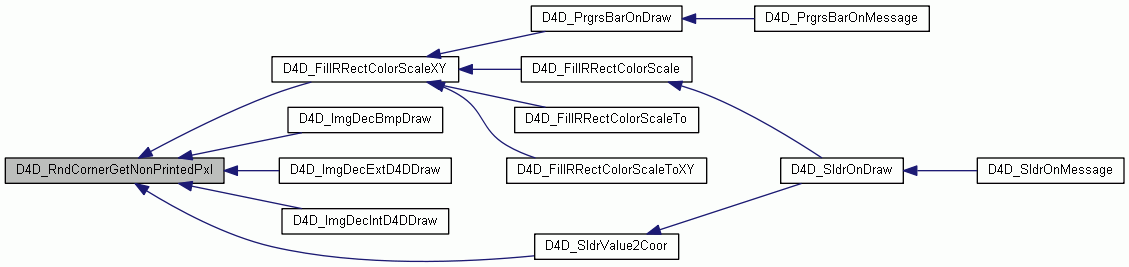 D4D_PrgrsBarOnDraw
D4D_PrgrsBarOnMessage
D4D_FillRRectColorScaleXY
D4D_FillRRectColorScale
D4D_ImgDecBmpDraw
D4D_FillRRectColorScaleTo
D4D_RndCornerGetNonPrintedPxl
D4D_ImgDecExtD4DDraw
D4D_FillRRectColorScaleToXY
D4D_SldrOnDraw
D4D_SldrOnMessage
D4D_ImgDecIntD4DDraw
D4D_SldrValue2Coor